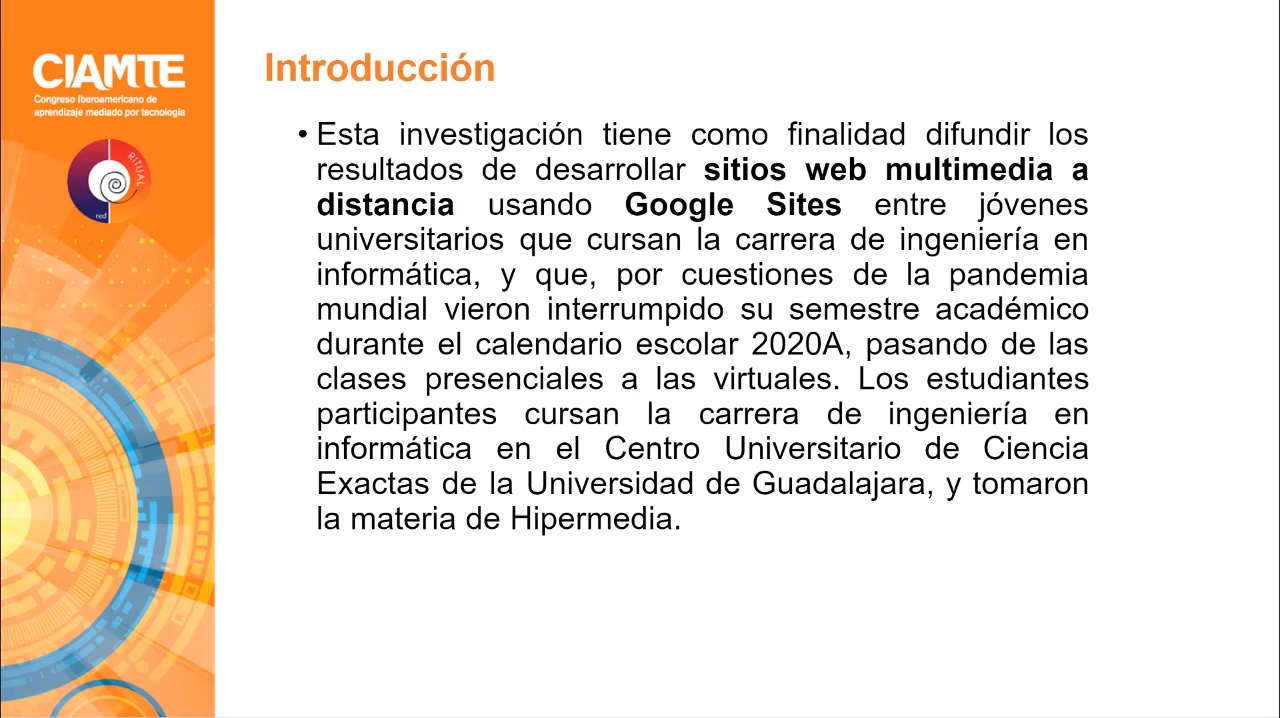 CIAMTE
Congreso Iberoamericano de
aprendizaje mediado por tecnología
RITUAL
red
Introducción
• Esta investigación tiene como finalidad difundir los
resultados de desarrollar sitios web multimedia a
distancia usando Google Sites entre jóvenes
universitarios que cursan la carrera de ingeniería en
informática, y que, por cuestiones de la pandemia
mundial vieron interrumpido su semestre académico
durante el calendario escolar 2020A, pasando de las
clases presenciales a las virtuales. Los estudiantes
participantes cursan la carrera de ingeniería en
informática en el Centro Universitario de Ciencia
Exactas de la Universidad de Guadalajara, y tomaron
la materia de Hipermedia.